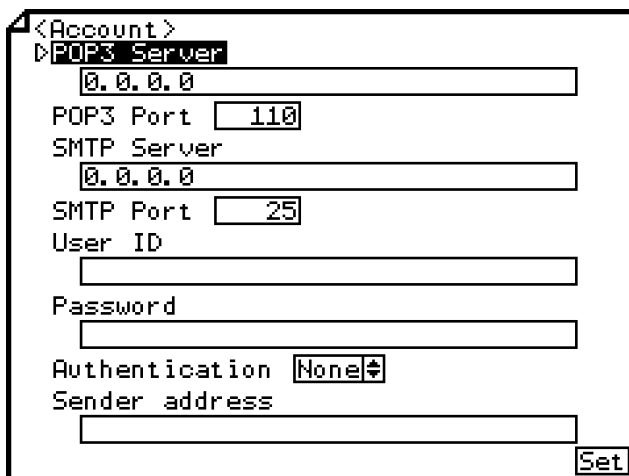 <Account>
POP3 Server
0.0.0.0
POP3 Port 110
SMTP Server
0.0.0.0
SMTP Port 25
User ID
Password
Authentication None
Sender address
Set